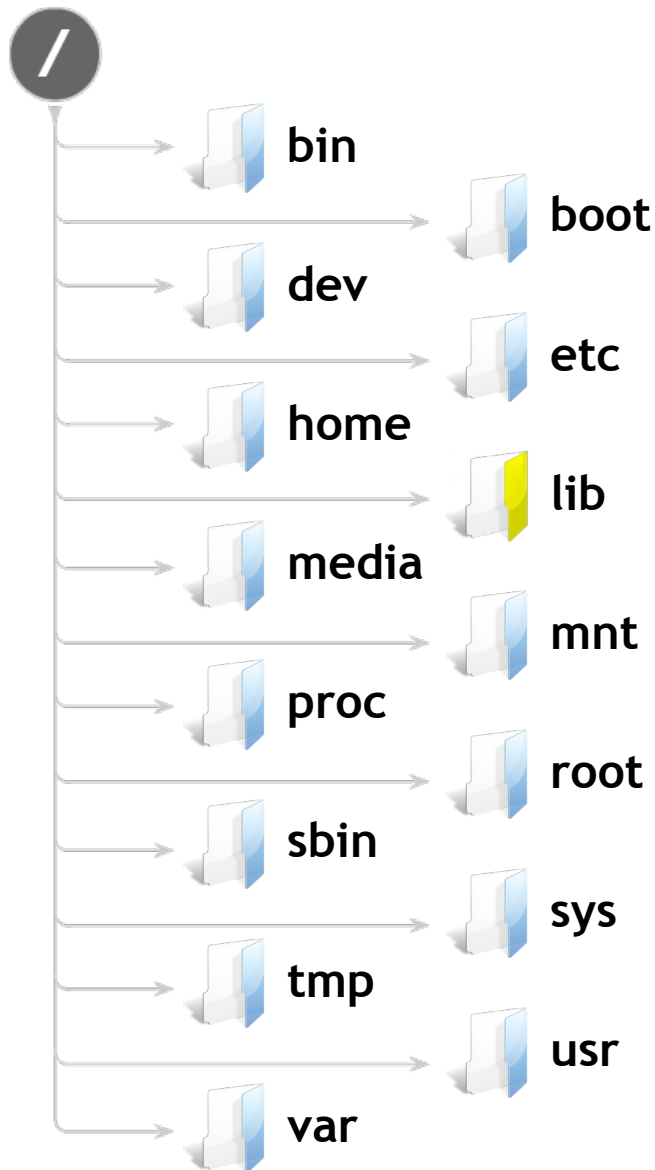 /
bin
boot
dev
etc
home
lib
media
mnt
proc
root
sbin
sys
tmp
usr
var